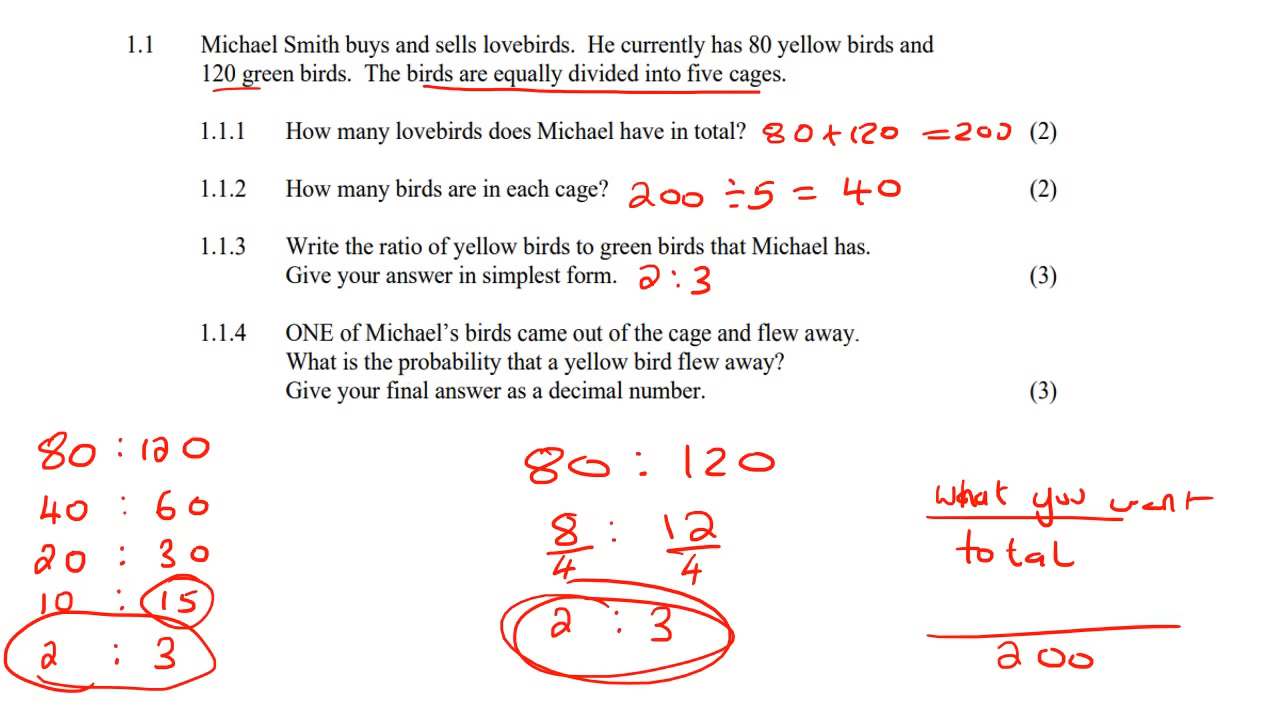 1.1 Michael Smith buys and sells lovebirds. He currently has 80 yellow birds and
120 green birds. The birds are equally divided into five cages.
1.1.1 How many lovebirds does Michael have in total? 80+120 =200 (2)
1.1.2 How many birds are in each cage? 200 ÷5 = 40 (2)
1.1.3 Write the ratio of yellow birds to green birds that Michael has.
Give your answer in simplest form. 2:3 (3)
1.1.4 ONE of Michael's birds came out of the cage and flew away.
What is the probability that a yellow bird flew away?
Give your final answer as a decimal number. (3)
80 : 120
40 : 60
20 : 30
10 : 15
2 : 3
80 : 120
8 : 12
4 4
2 : 3
what you want
total
200